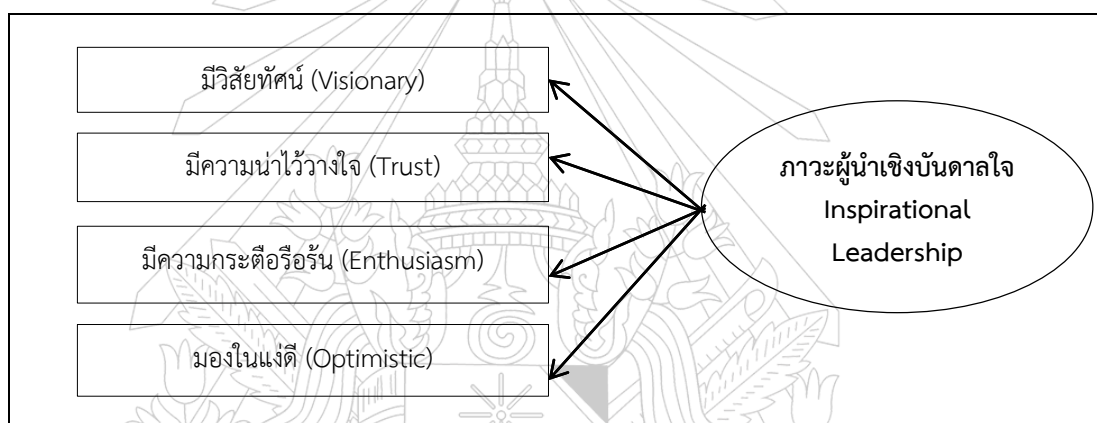 มีวิสัยทัศน์ (Visionary)
มีความน่าไว้วางใจ (Trust)
มีความกระตือรือร้น (Enthusiasm)
มองในแง่ดี (Optimistic)
ภาวะผู้นำเชิงบันดาลใจ
Inspirational
Leadership